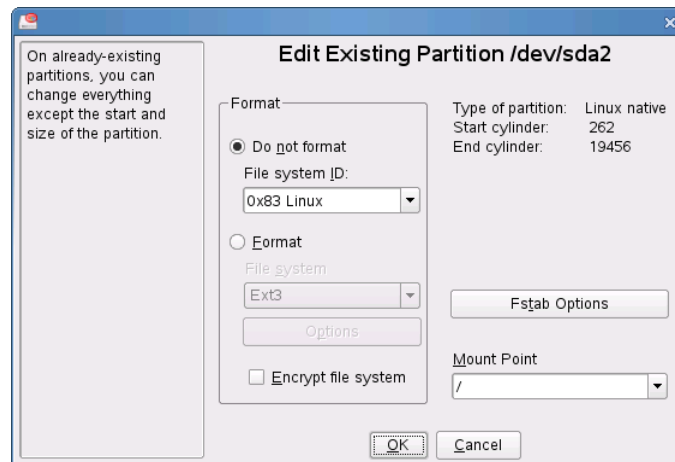 On already-existing
partitions, you can
change everything
except the start and
size of the partition.
Edit Existing Partition /dev/sda2
Format
Do not format
File system ID:
0x83 Linux
Format
File system
Ext3
Options
Encrypt file system
Type of partition: Linux native
Start cylinder: 262
End cylinder: 19456
Fstab Options
Mount Point
/
OK Cancel